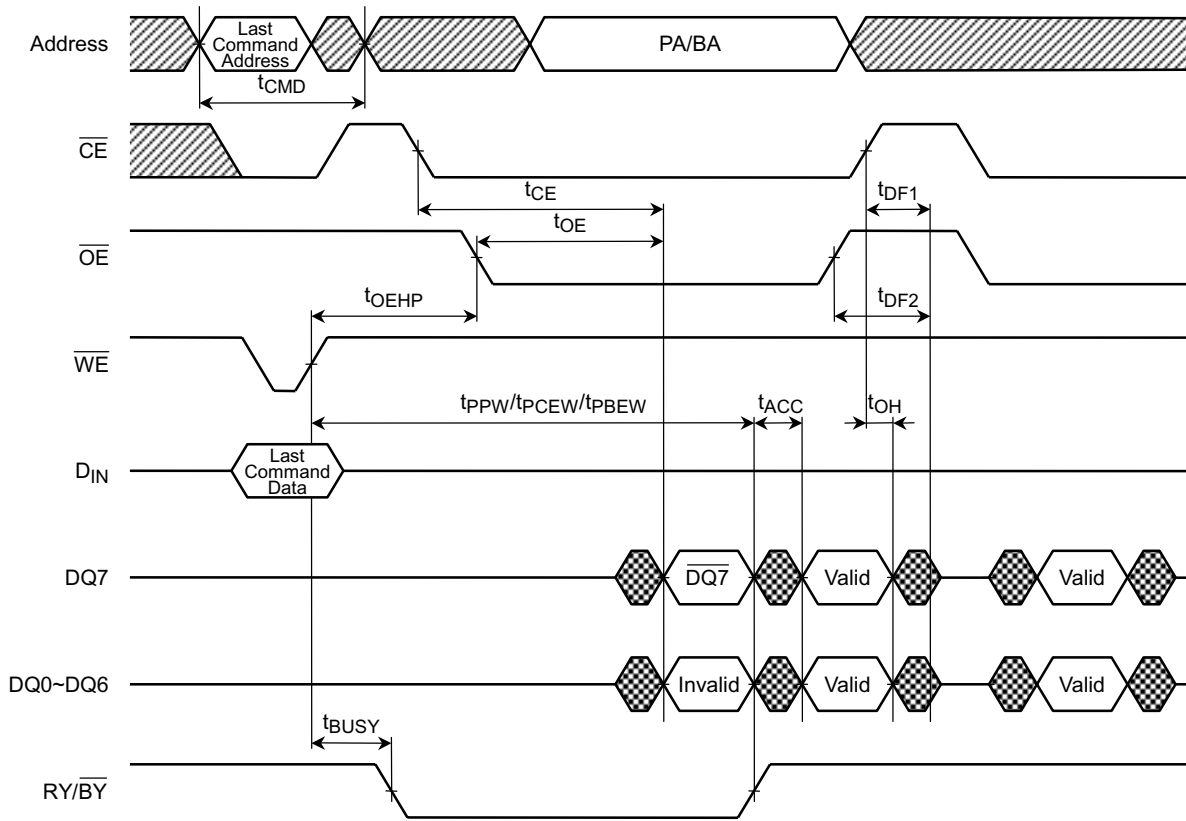 Address
Last
Command
Address
PA/BA
tCMD
CE
tCE
tDF1
tOE
OE
tOEHP
tDF2
WE
tPPW/tPCEW/tPBEW
tACC
tOH
DIN
Last
Command
Data
DQ7
DQ7
Valid
Valid
DQ0~DQ6
Invalid
Valid
Valid
tBUSY
RY/BY